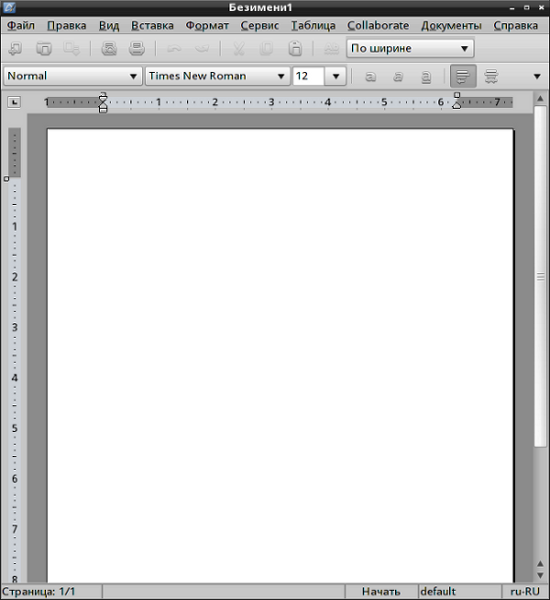 Безимени1
Файл Правка Вид Вставка Формат Сервис Таблица Collaborate Документы Справка
По ширине
Normal Times New Roman 12
1 1 2 3 4 5 6 7
1
2
3
4
5
6
7
8
Страница: 1/1 Начать default ru-RU